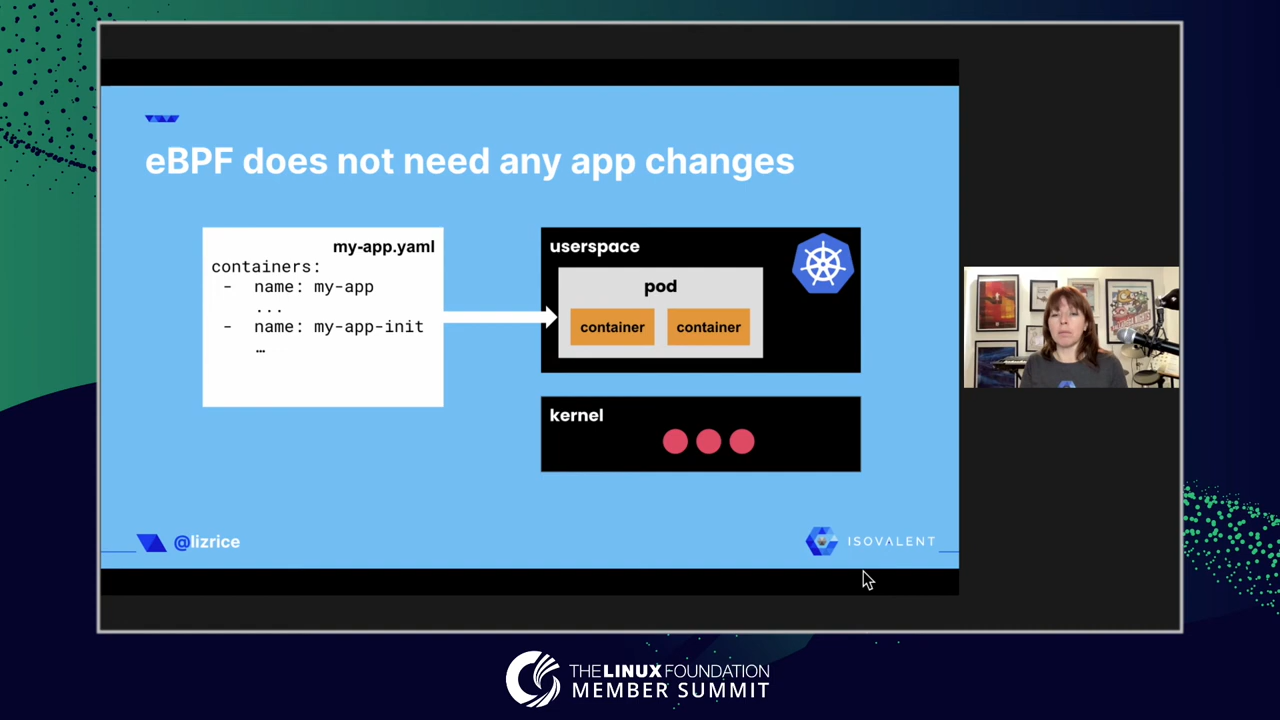 eBPF does not need any app changes
my-app.yaml
containers:
- name: my-app
...
- name: my-app-init
…
userspace
pod
container container
kernel
@lizrice
ISOVALENT
THE LINUX FOUNDATION
MEMBER SUMMIT